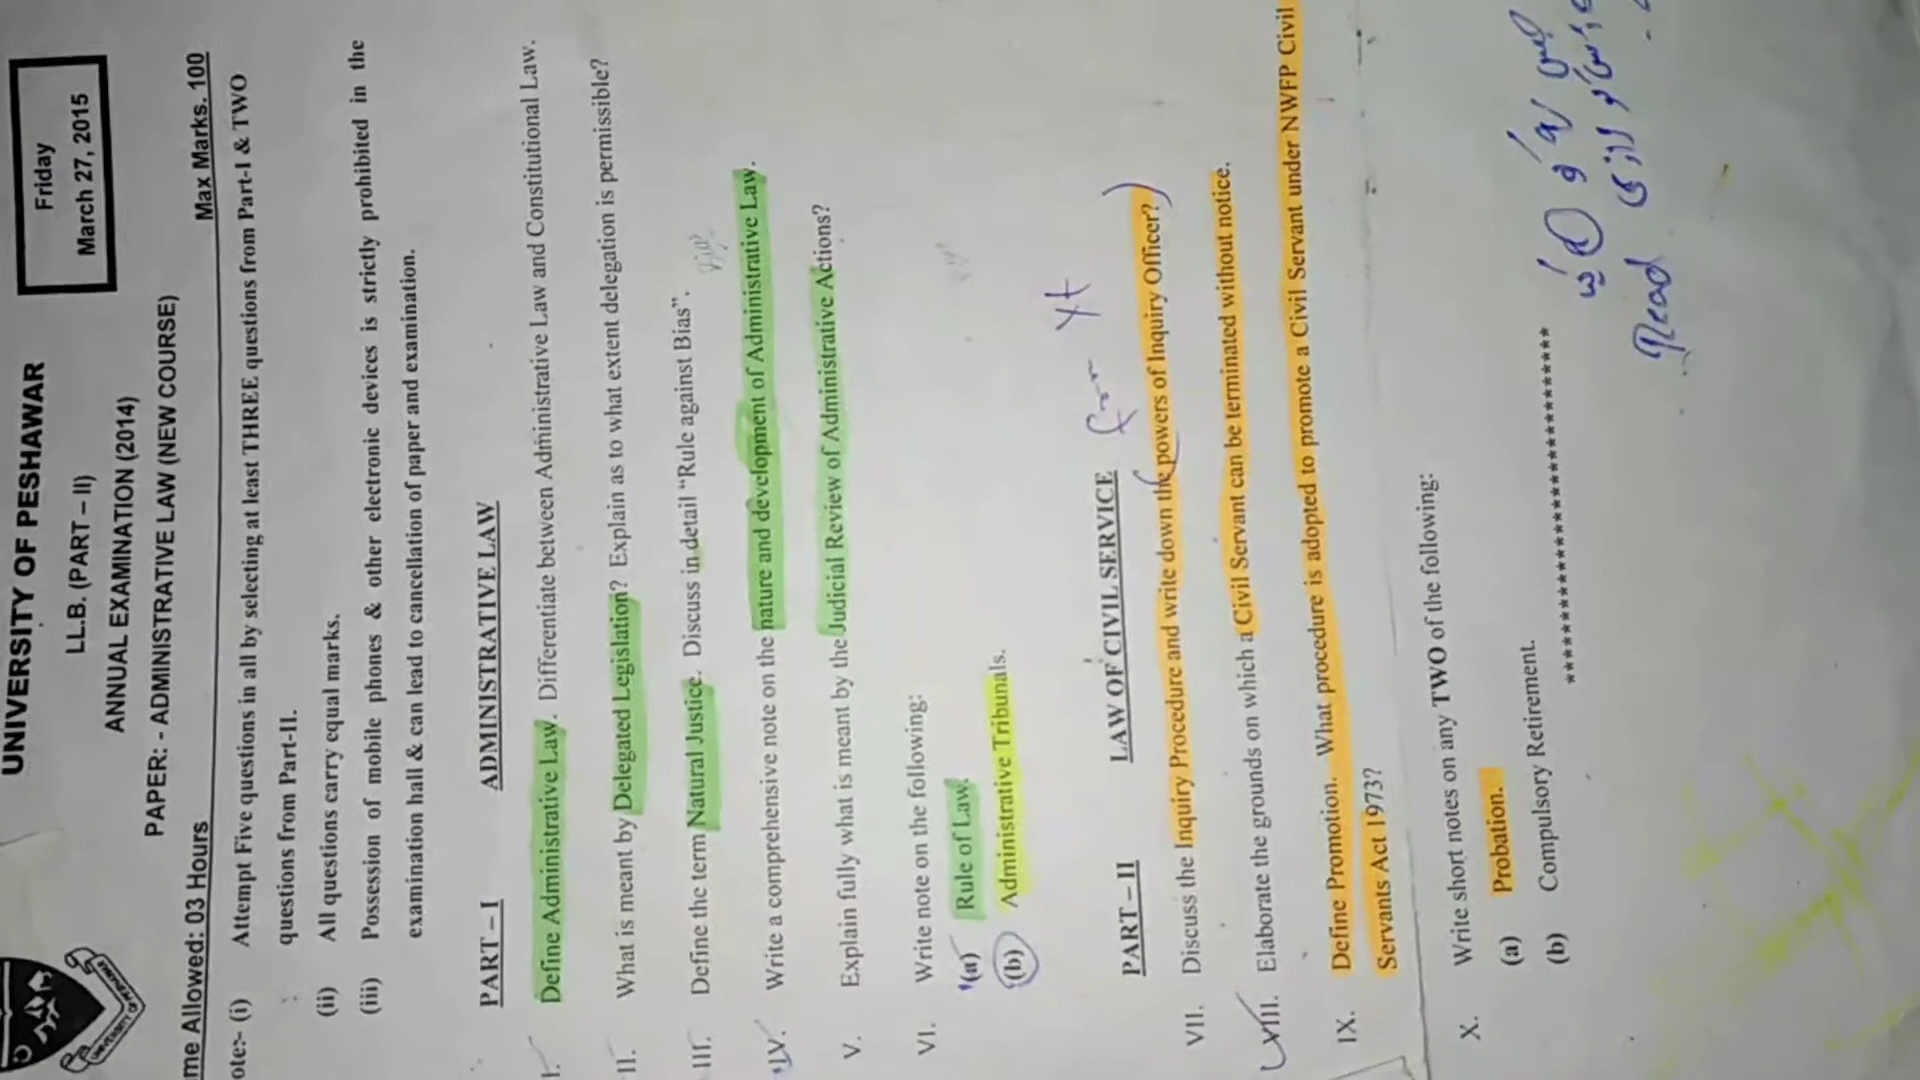 UNIVERSITY OF PESHAWAR
LL.B. (PART – II)
ANNUAL EXAMINATION (2014)
PAPER: - ADMINISTRATIVE LAW (NEW COURSE)
Friday
March 27, 2015
me Allowed: 03 Hours Max Marks. 100
ote:- (i) Attempt Five questions in all by selecting at least THREE questions from Part-I & TWO
questions from Part-II.
(ii) All questions carry equal marks.
(iii) Possession of mobile phones & other electronic devices is strictly prohibited in the
examination hall & can lead to cancellation of paper and examination.
PART – I ADMINISTRATIVE LAW
I. Define Administrative Law. Differentiate between Administrative Law and Constitutional Law.
II. What is meant by Delegated Legislation? Explain as to what extent delegation is permissible?
III. Define the term Natural Justice. Discuss in detail “Rule against Bias”.
IV. Write a comprehensive note on the nature and development of Administrative Law.
V. Explain fully what is meant by the Judicial Review of Administrative Actions?
VI. Write note on the following:
(a) Rule of Law.
(b) Administrative Tribunals.
PART – II LAW OF CIVIL SERVICE
VII. Discuss the Inquiry Procedure and write down the powers of Inquiry Officer?
VIII. Elaborate the grounds on which a Civil Servant can be terminated without notice.
IX. Define Promotion. What procedure is adopted to promote a Civil Servant under NWFP Civil
Servants Act 1973?
X. Write short notes on any TWO of the following:
(a) Probation.
(b) Compulsory Retirement.
***********************************
Read